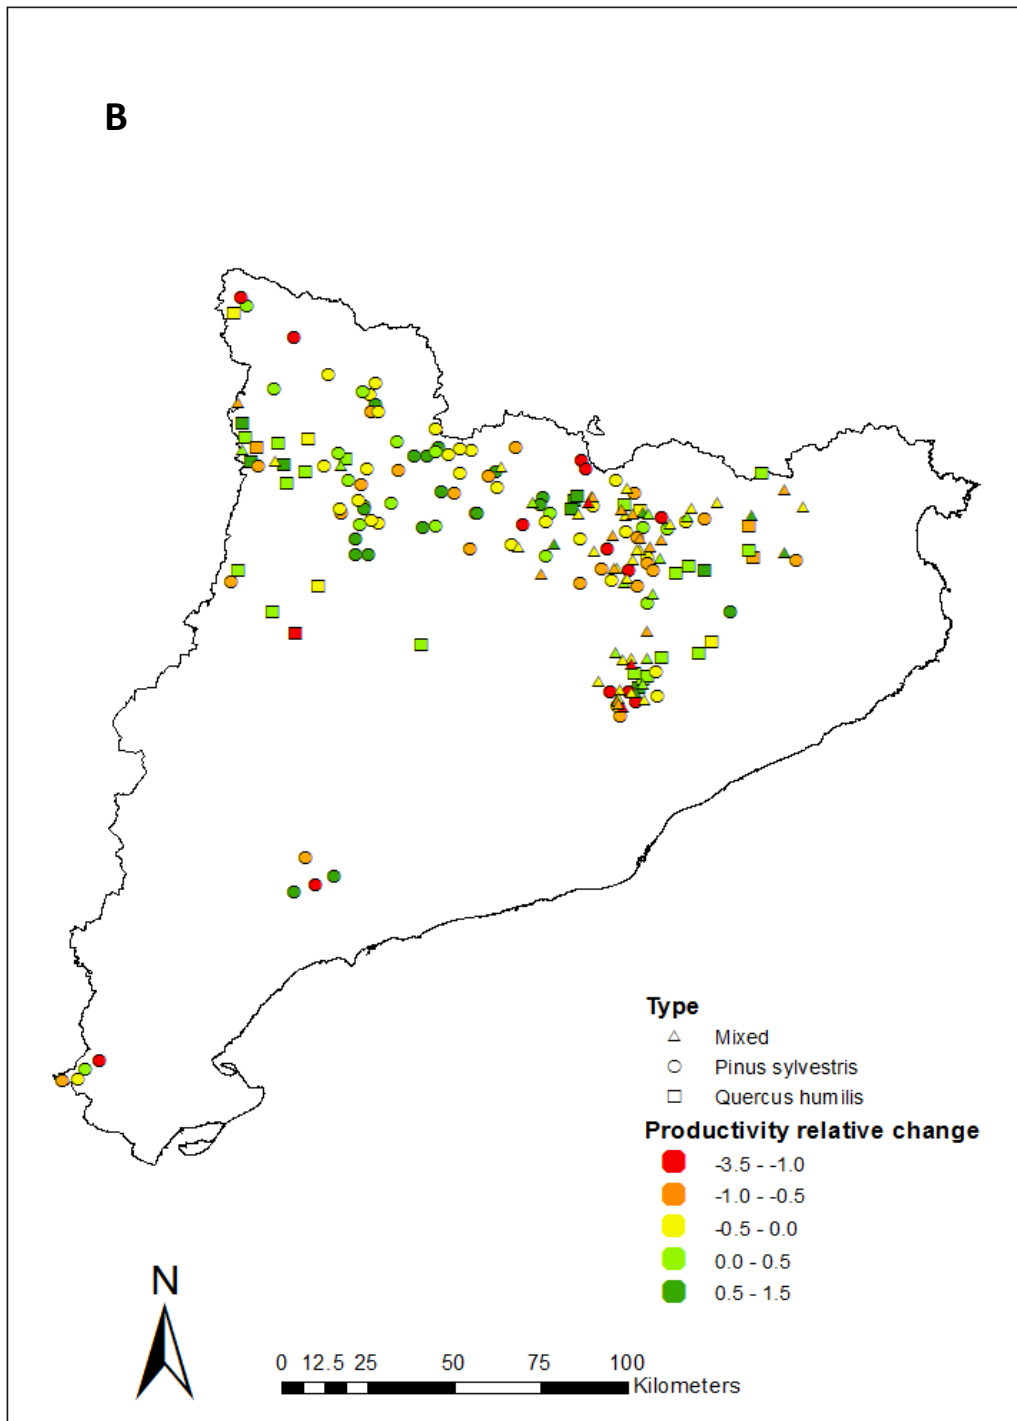 B
Type
Mixed
Pinus sylvestris
Quercus humilis
Productivity relative change
-3.5 - -1.0
-1.0 - -0.5
-0.5 - 0.0
0.0 - 0.5
0.5 - 1.5
N
0 12.5 25 50 75 100
Kilometers